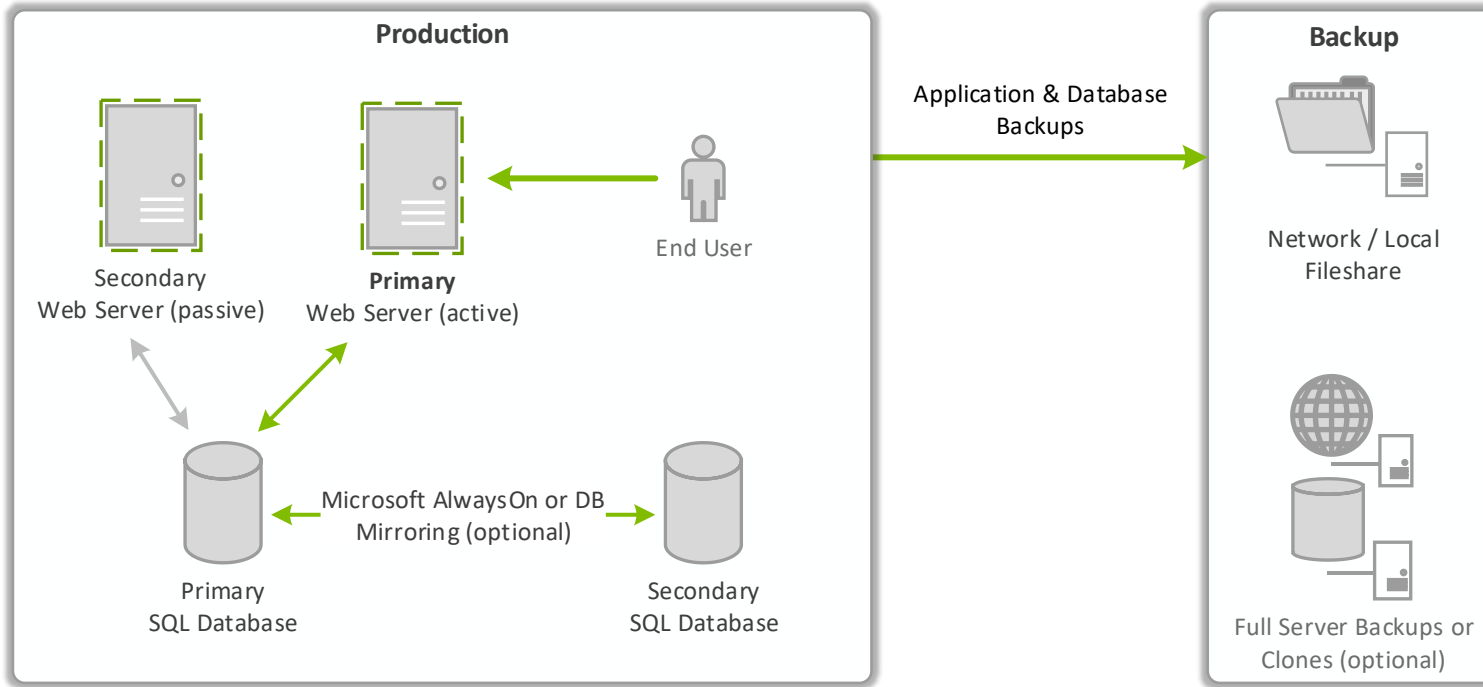 Production
Secondary
Web Server (passive)
Primary
Web Server (active)
End User
Microsoft AlwaysOn or DB
Mirroring (optional)
Primary
SQL Database
Secondary
SQL Database
Application & Database
Backups
Backup
Network / Local
Fileshare
Full Server Backups or
Clones (optional)